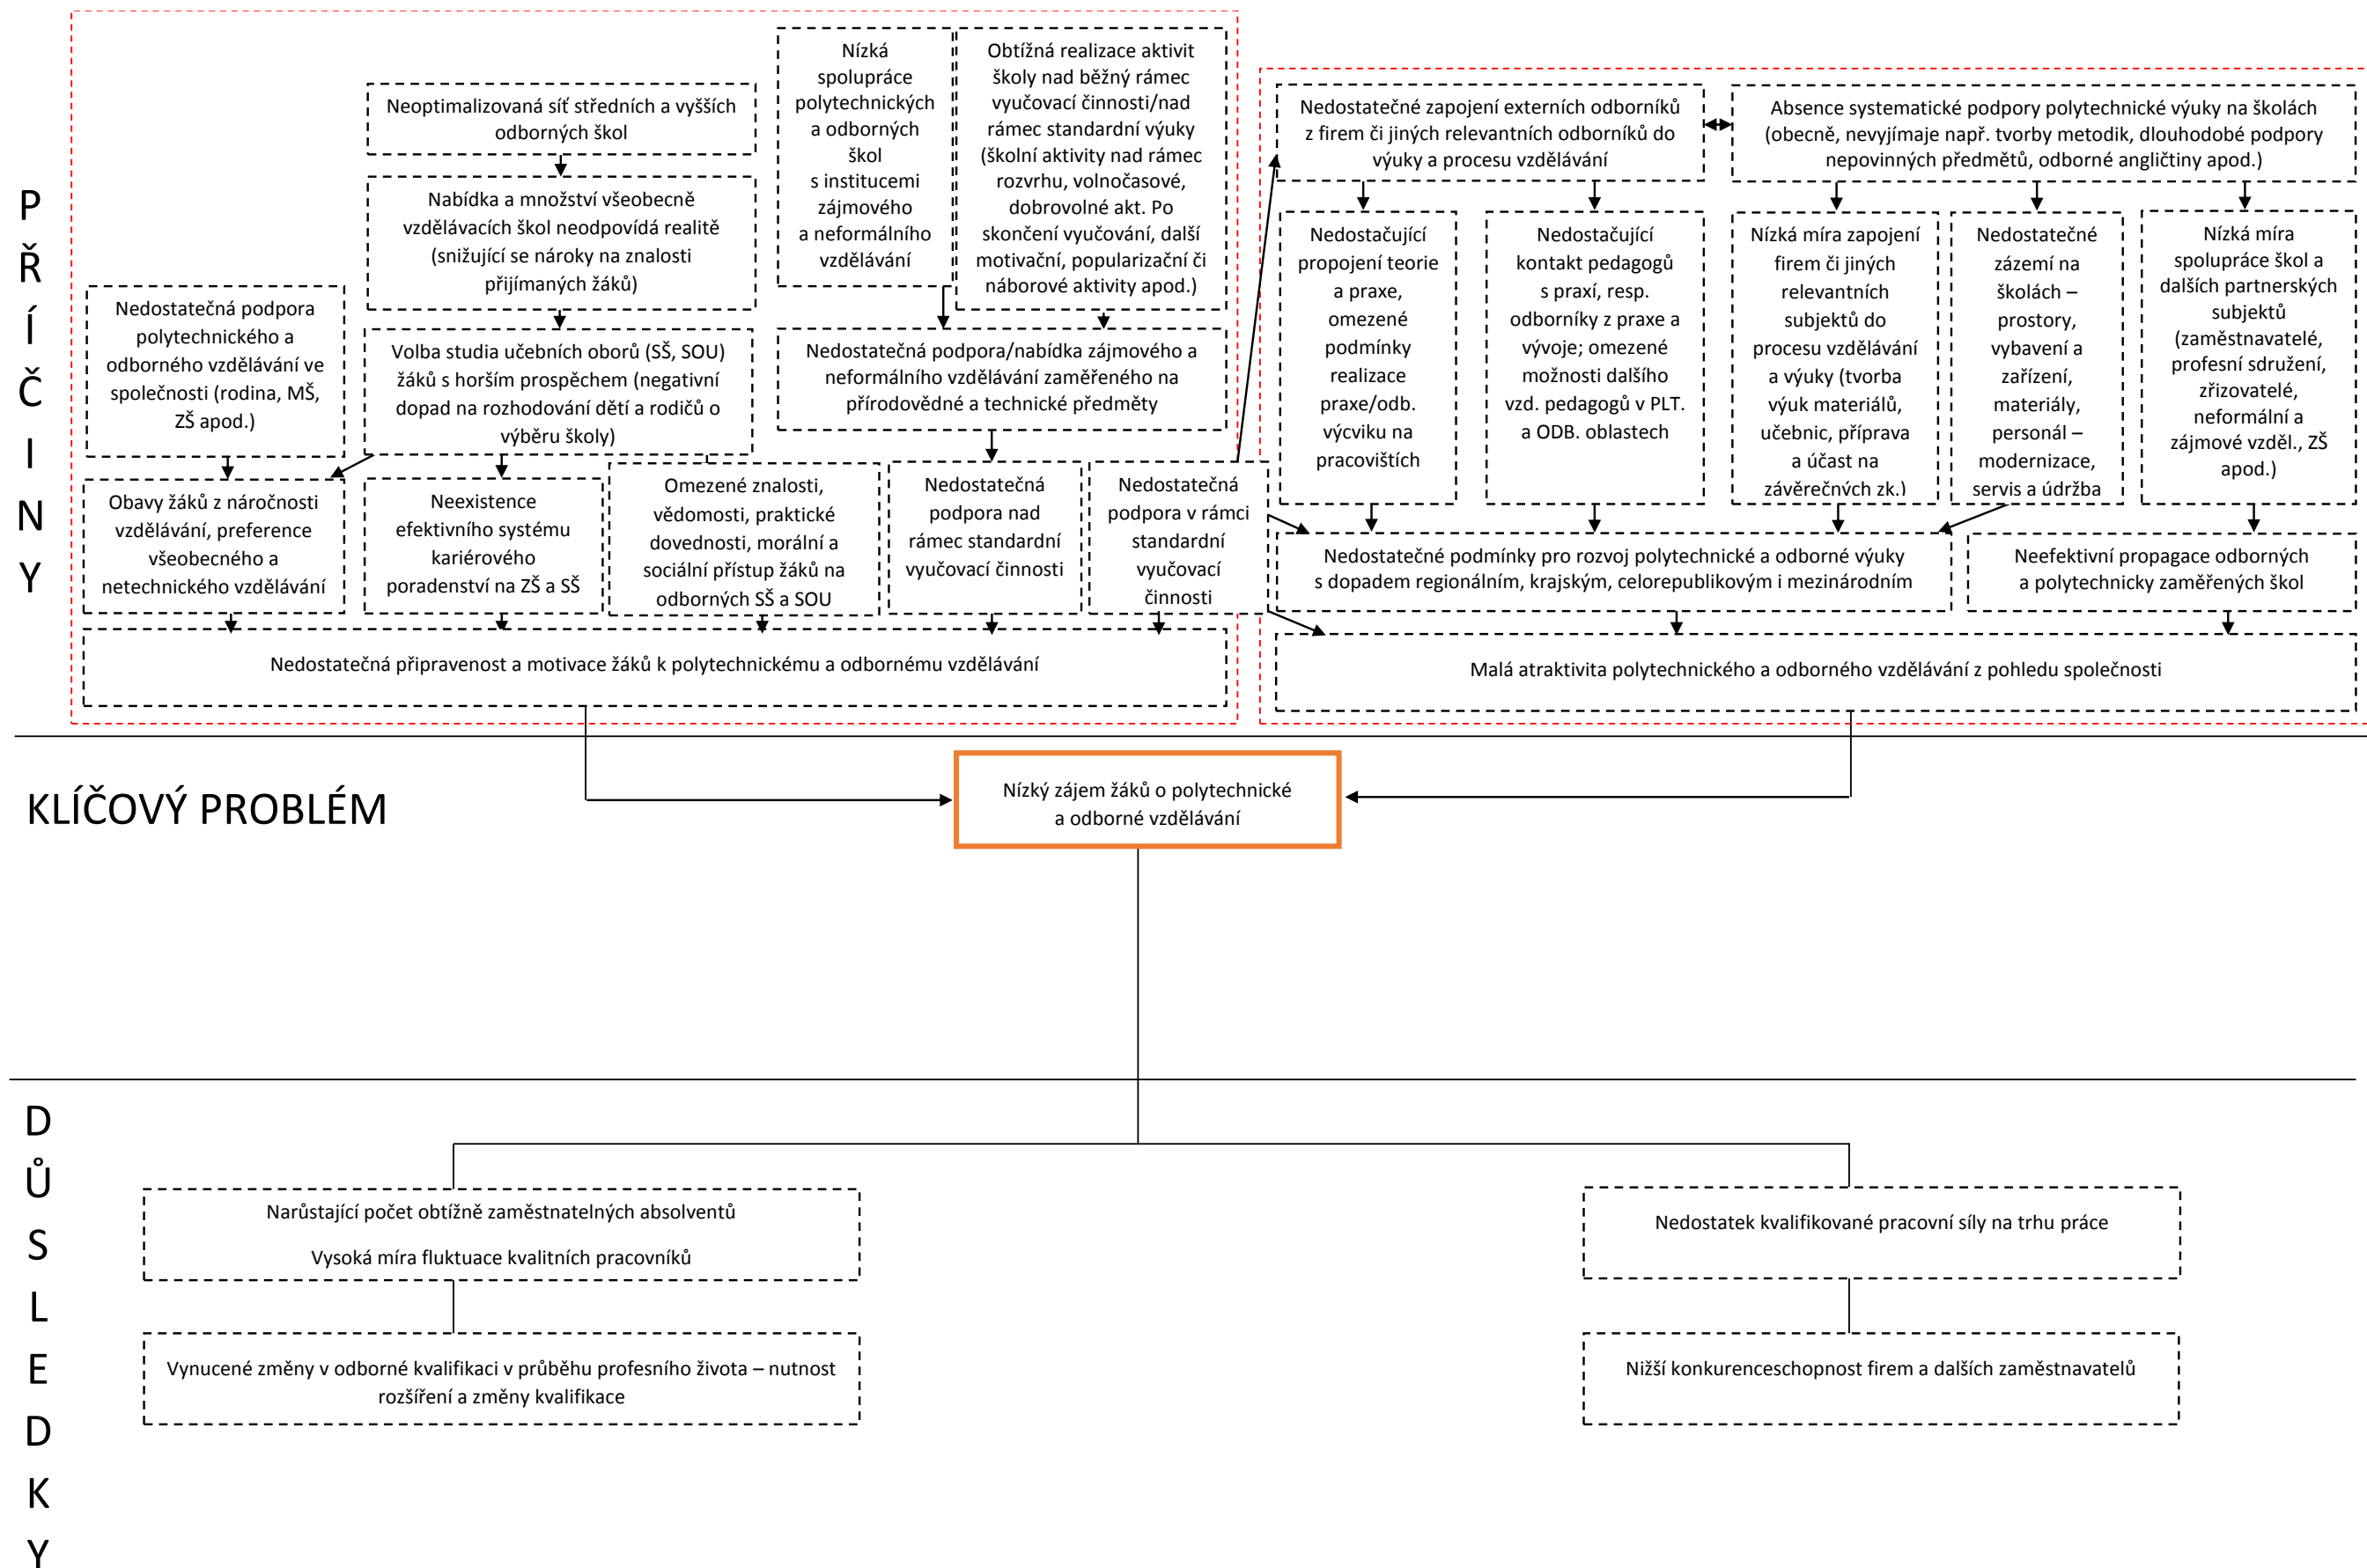 PŘÍČINY
Neoptimalizovaná síť středních a vyšších
odborných škol
Nabídka a množství všeobecně
vzdělávacích škol neodpovídá realitě
(snižující se nároky na znalosti
přijímaných žáků)
Nedostatečná podpora
polytechnického a
odborného vzdělávání ve
společnosti (rodina, MŠ,
ZŠ apod.)
Volba studia učebních oborů (SŠ, SOU)
žáků s horším prospěchem (negativní
dopad na rozhodování dětí a rodičů o
výběru školy)
Nízká
spolupráce
polytechnických
a odborných
škol
s institucemi
zájmového
a neformálního
vzdělávání
Obtížná realizace aktivit
školy nad běžný rámec
vyučovací činnosti/nad
rámec standardní výuky
(školní aktivity nad rámec
rozvrhu, volnočasové,
dobrovolné akt. Po
skončení vyučování, další
motivační, popularizační či
náborové aktivity apod.)
Nedostatečná podpora/nabídka zájmového a
neformálního vzdělávání zaměřeného na
přírodovědné a technické předměty
Obavy žáků z náročnosti
vzdělávání, preference
všeobecného a
netechnického vzdělávání
Neexistence
efektivního systému
kariérového
poradenství na ZŠ a SŠ
Omezené znalosti,
vědomosti, praktické
dovednosti, morální a
sociální přístup žáků na
odborných SŠ a SOU
Nedostatečná
podpora nad
rámec standardní
vyučovací činnosti
Nedostatečná
podpora v rámci
standardní
vyučovací
činnosti
Nedostatečná připravenost a motivace žáků k polytechnickému a odbornému vzdělávání
Nedostatečné zapojení externích odborníků
z firem či jiných relevantních odborníků do
výuky a procesu vzdělávání
Absence systematické podpory polytechnické výuky na školách
(obecně, nevyjímaje např. tvorby metodik, dlouhodobé podpory
nepovinných předmětů, odborné angličtiny apod.)
Nedostačující
propojení teorie
a praxe,
omezené
podmínky
realizace
praxe/odb.
výcviku na
pracovištích
Nedostačující
kontakt pedagogů
s praxí, resp.
odborníky z praxe a
vývoje; omezené
možnosti dalšího
vzd. pedagogů v PLT.
a ODB. oblastech
Nízká míra zapojení
firem či jiných
relevantních
subjektů do
procesu vzdělávání
a výuky (tvorba
výuk materiálů,
učebnic, příprava
a účast na
závěrečných zk.)
Nedostatečné
zázemí na
školách –
prostory,
vybavení a
zařízení,
materiály,
personál –
modernizace,
servis a údržba
Nízká míra
spolupráce škol a
dalších partnerských
subjektů
(zaměstnavatelé,
profesní sdružení,
zřizovatelé,
neformální a
zájmové vzděl., ZŠ
apod.)
Nedostatečné podmínky pro rozvoj polytechnické a odborné výuky
s dopadem regionálním, krajským, celorepublikovým i mezinárodním
Neefektivní propagace odborných
a polytechnicky zaměřených škol
Malá atraktivita polytechnického a odborného vzdělávání z pohledu společnosti
KLÍČOVÝ PROBLÉM
Nízký zájem žáků o polytechnické
a odborné vzdělávání
DŮSLEDKY
Narůstající počet obtížně zaměstnatelných absolventů
Vysoká míra fluktuace kvalitních pracovníků
Nedostatek kvalifikované pracovní síly na trhu práce
Vynucené změny v odborné kvalifikaci v průběhu profesního života – nutnost
rozšíření a změny kvalifikace
Nižší konkurenceschopnost firem a dalších zaměstnavatelů